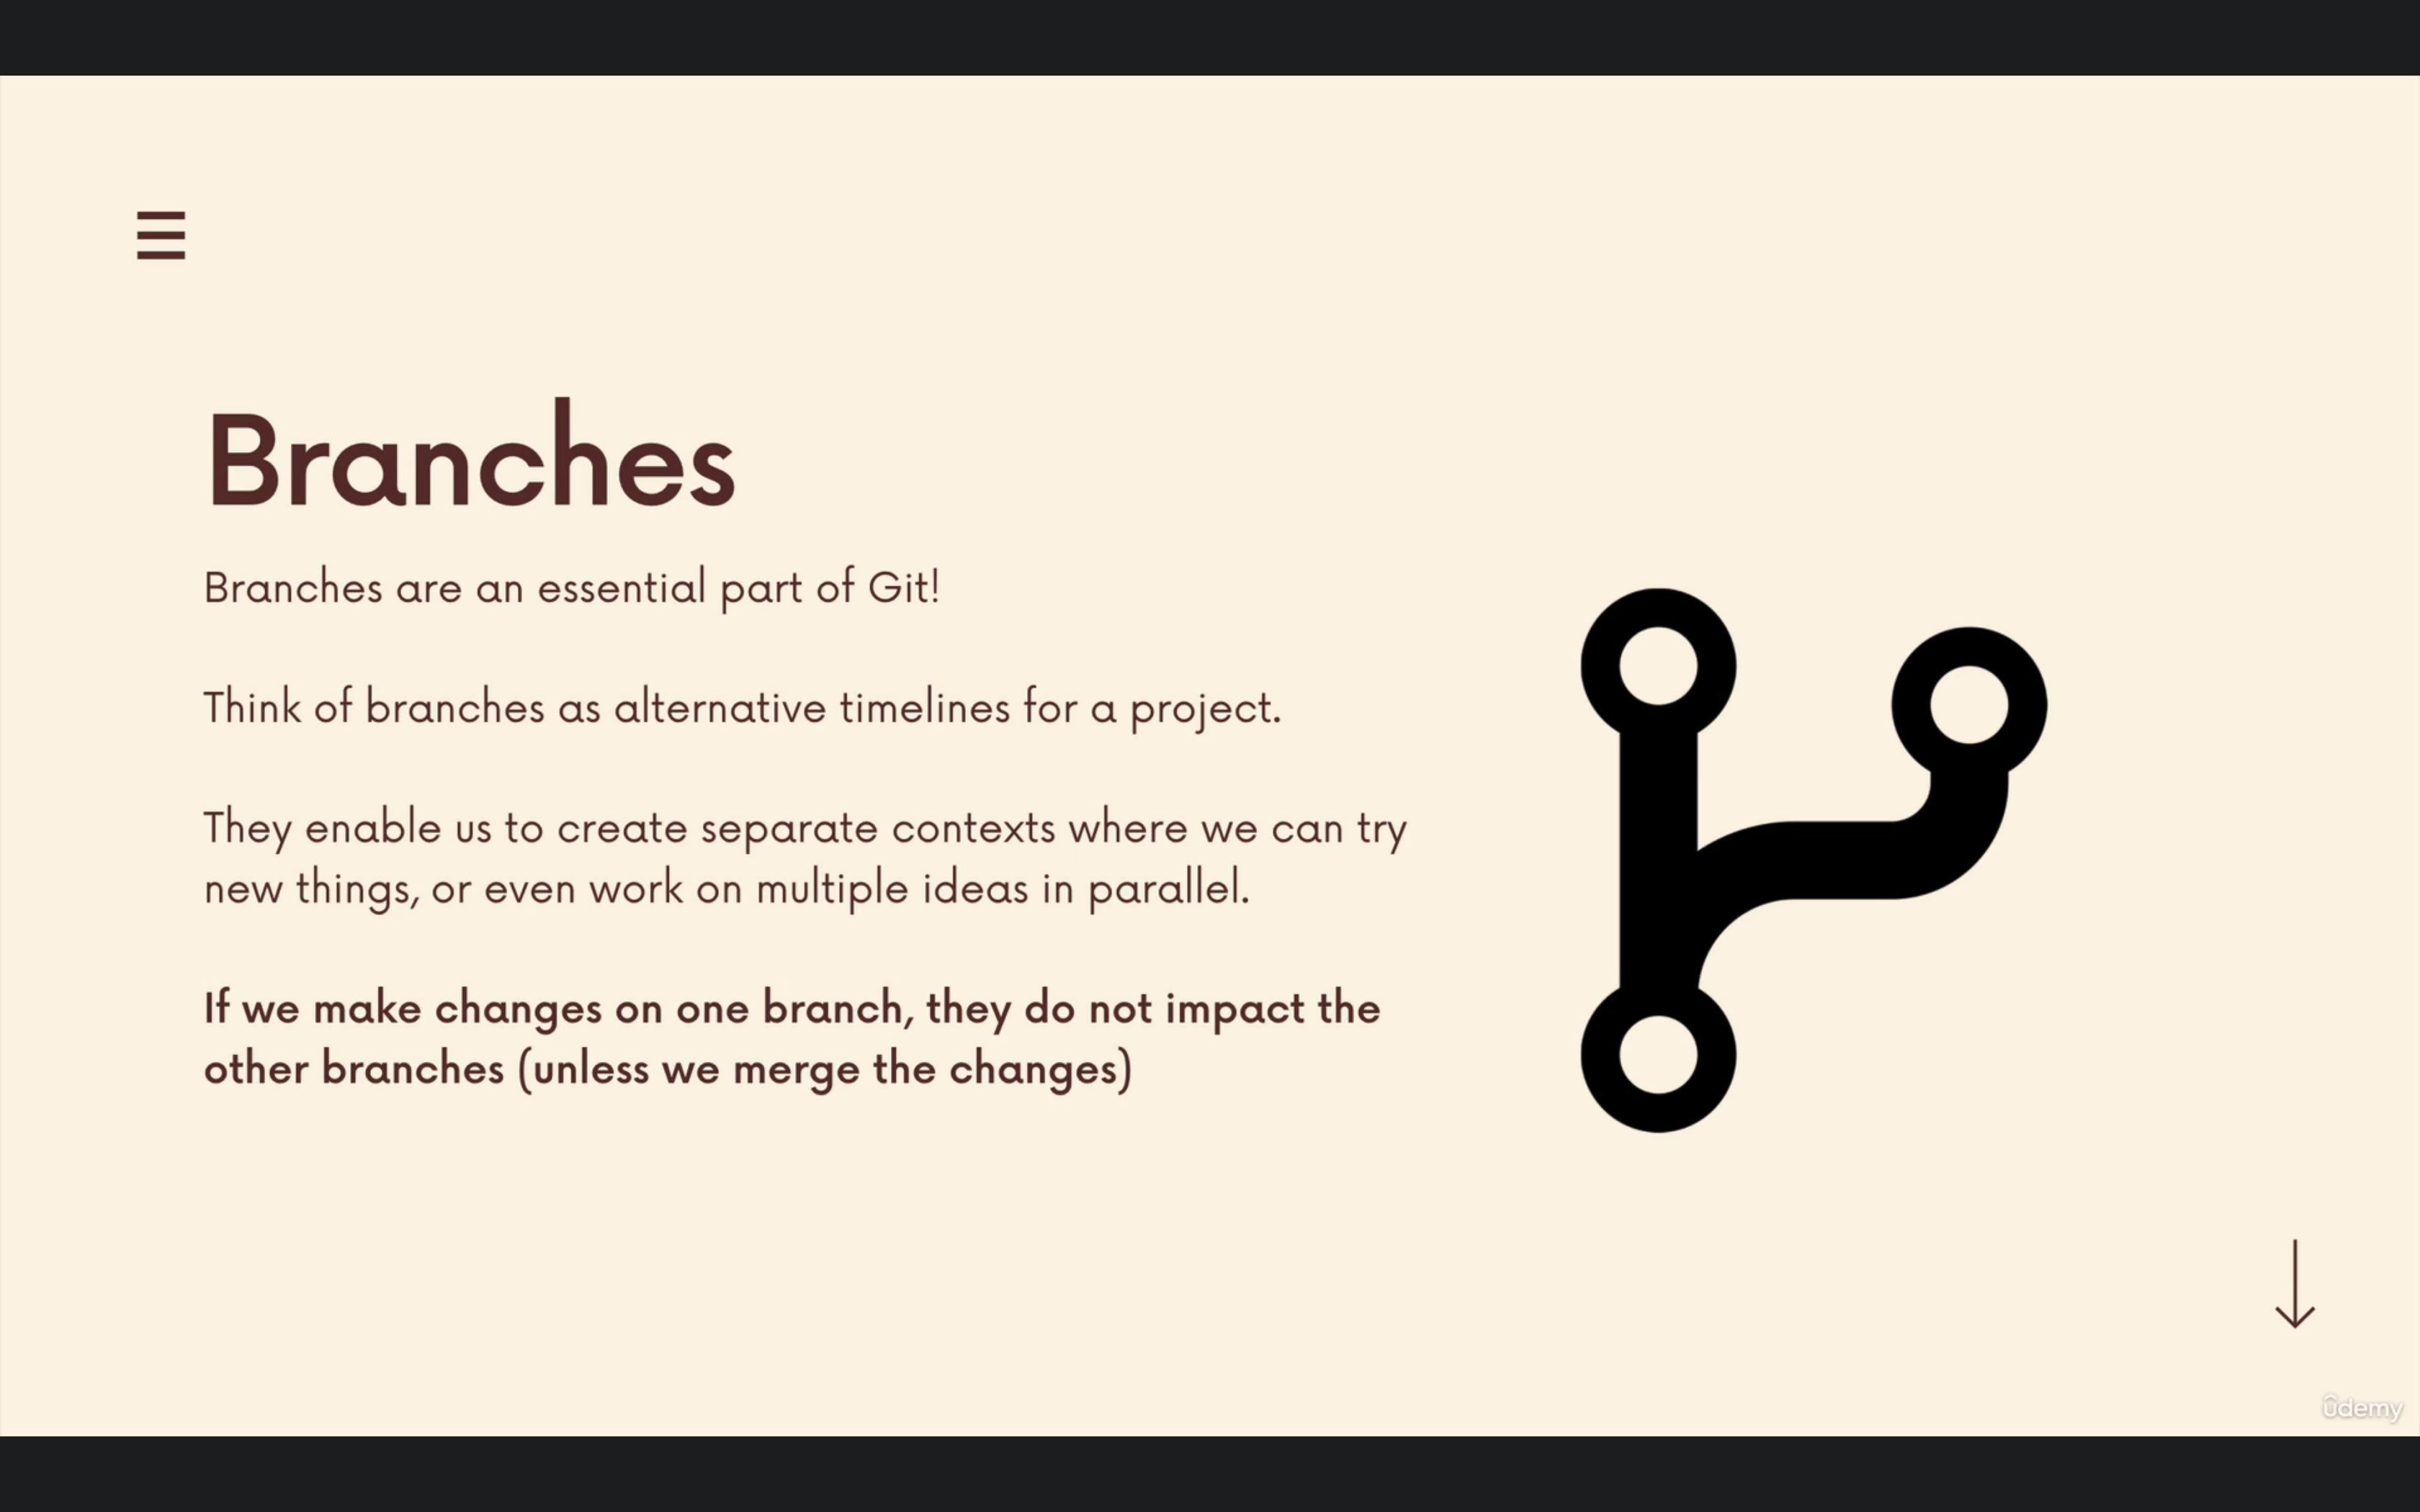 Branches
Branches are an essential part of Git!
Think of branches as alternative timelines for a project.
They enable us to create separate contexts where we can try
new things, or even work on multiple ideas in parallel.
If we make changes on one branch, they do not impact the
other branches (unless we merge the changes)
ûdemy